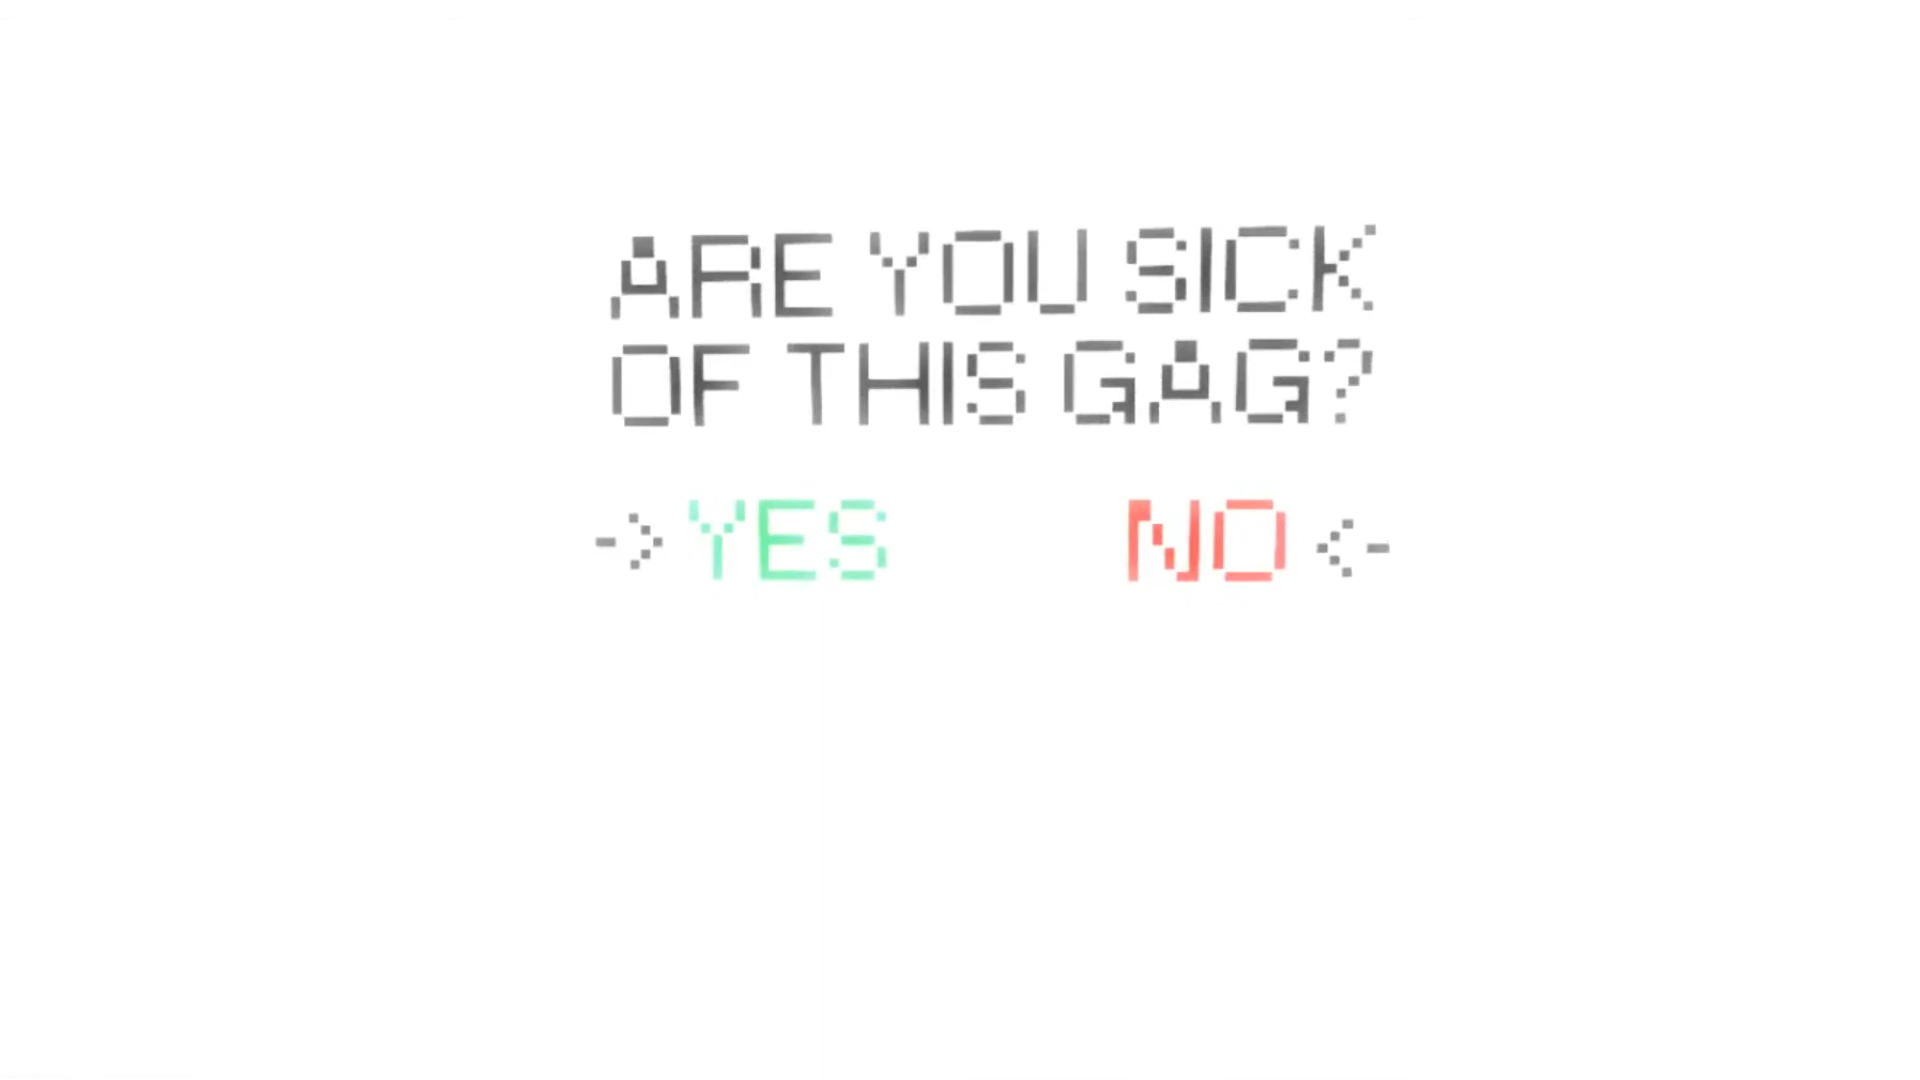 ARE YOU SICK
OF THIS GAG?
-> YES NO <-